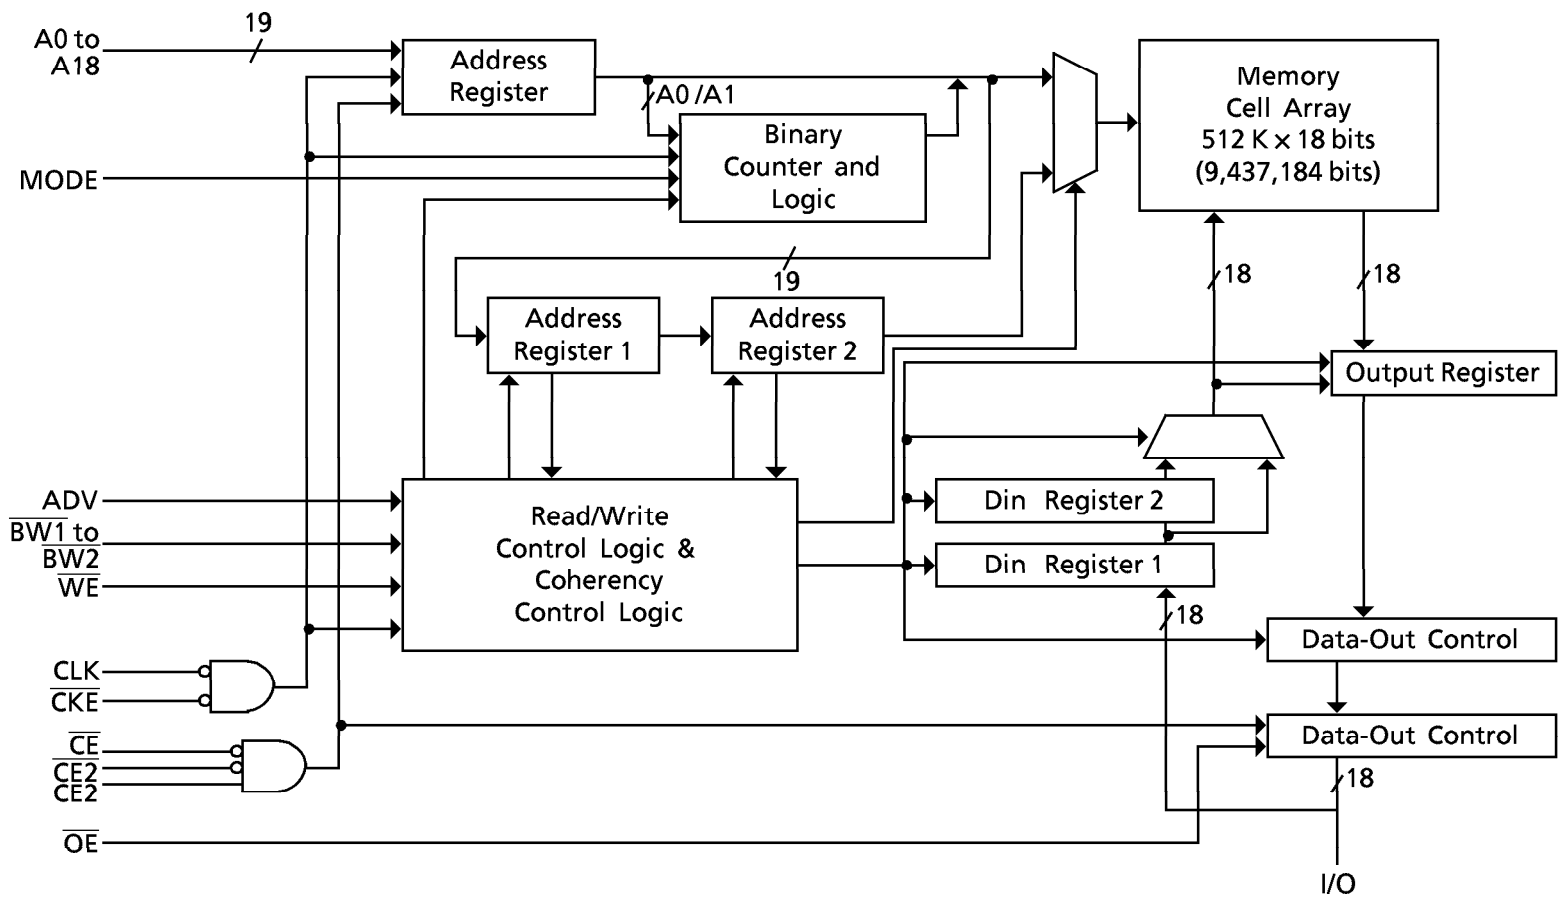 19
A0 to
A18
Address
Register
A0 /A1
Binary
Counter and
Logic
Memory
Cell Array
512 K x 18 bits
(9,437,184 bits)
MODE
19
18
18
Address
Register 1
Address
Register 2
Output Register
ADV
BW1 to
BW2
WE
Read/Write
Control Logic &
Coherency
Control Logic
Din Register 2
Din Register 1
18
Data-Out Control
CLK
CKE
CE
CE2
CE2
Data-Out Control
18
OE
I/O